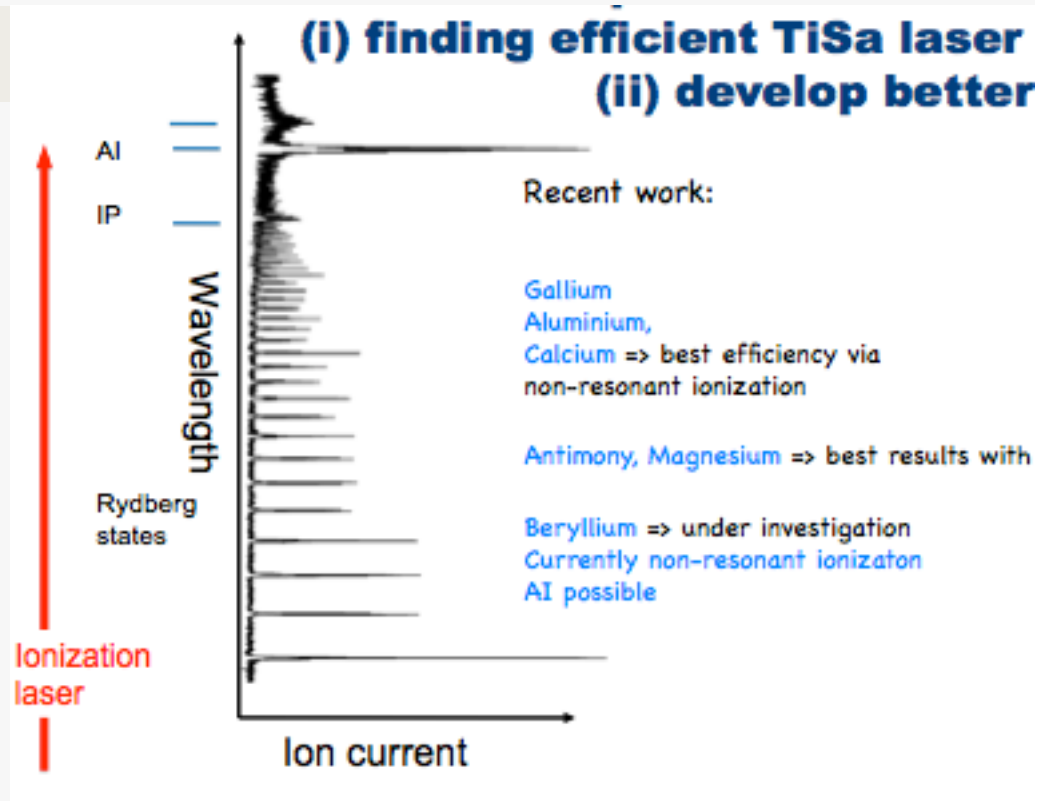 (i) finding efficient TiSa laser
(ii) develop better
AI
IP
Wavelength
Rydberg
states
Ionization
laser
Ion current
Recent work:
Gallium
Aluminium,
Calcium => best efficiency via
non-resonant ionization
Antimony, Magnesium => best results with
Beryllium => under investigation
Currently non-resonant ionizaton
AI possible